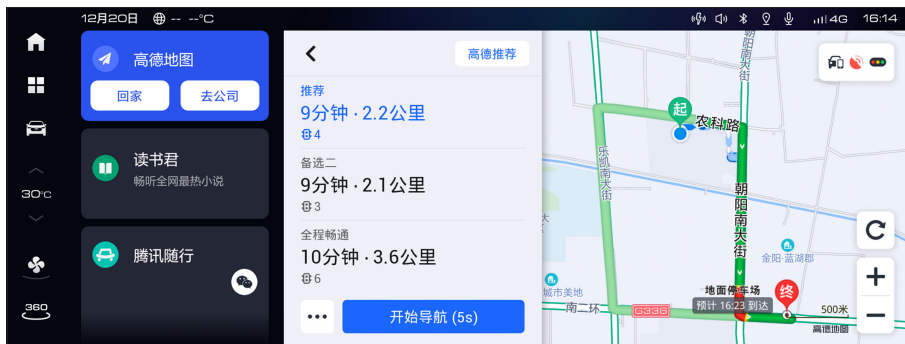 12月20日 -- --°C
4G 16:14
30°C
360
高德地图
回家 去公司
读书君
畅听全网最热小说
腾讯随行
高德推荐
推荐
9分钟·2.2公里
4
备选二
9分钟·2.1公里
3
全程畅通
10分钟·3.6公里
6
开始导航 (5s)
朝阳南大街
起
农科路
乐凯南大街
朝阳南大街
金阳·蓝湖郡
城市美地
地面停车场
终
预计 16:23 到达
南二环
G336
500米
高德地图
大